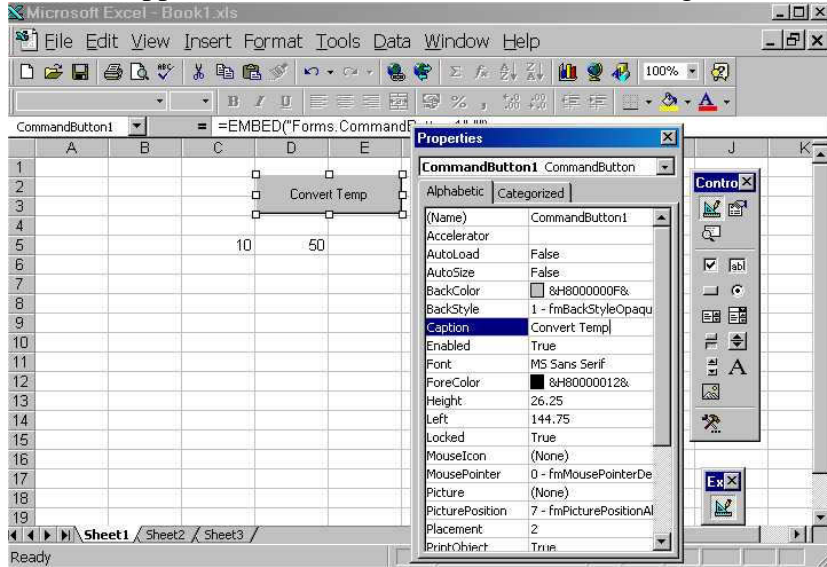 Microsoft Excel - Book1.xls
File Edit View Insert Format Tools Data Window Help
100%
B I U
CommandButton1 = =EMBED("Forms.CommandB
A B C D E J K
1
2
3
4
5
6
7
8
9
10
11
12
13
14
15
16
17
18
19
Convert Temp
10 50
Properties
CommandButton1 CommandButton
Alphabetic Categorized
(Name) CommandButton1
Accelerator
AutoLoad False
AutoSize False
BackColor &H8000000F&
BackStyle 1 - fmBackStyleOpaqu
Caption Convert Temp
Enabled True
Font MS Sans Serif
ForeColor &H80000012&
Height 26.25
Left 144.75
Locked True
MouseIcon (None)
MousePointer 0 - fmMousePointerDe
Picture (None)
PicturePosition 7 - fmPicturePositionAl
Placement 2
PrintObject True
Contro
abl
A
Ex
Sheet1 Sheet2 Sheet3
Ready